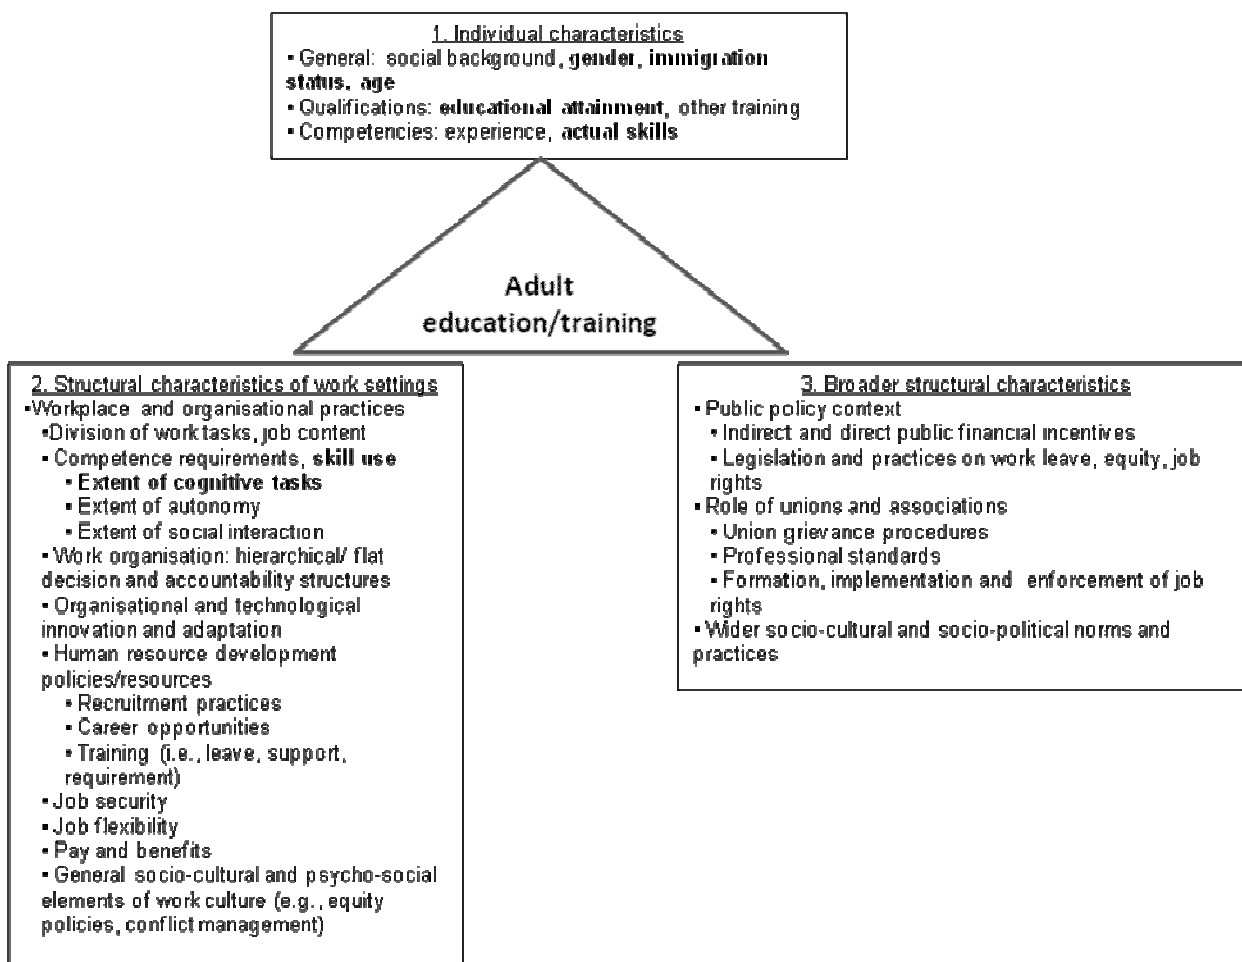 1. Individual characteristics
▪ General: social background, gender, immigration
status, age
▪ Qualifications: educational attainment, other training
▪ Competencies: experience, actual skills
Adult
education/training
2. Structural characteristics of work settings
▪Workplace and organisational practices
▪Division of work tasks, job content
▪ Competence requirements, skill use
▪ Extent of cognitive tasks
▪ Extent of autonomy
▪ Extent of social interaction
▪ Work organisation: hierarchical/ flat
decision and accountability structures
▪ Organisational and technological
innovation and adaptation
▪ Human resource development
policies/resources
▪ Recruitment practices
▪ Career opportunities
▪ Training (i.e., leave, support,
requirement)
▪ Job security
▪ Job flexibility
▪ Pay and benefits
▪ General socio-cultural and psycho-social
elements of work culture (e.g., equity
policies, conflict management)
3. Broader structural characteristics
▪ Public policy context
▪ Indirect and direct public financial incentives
▪ Legislation and practices on work leave, equity, job
rights
▪ Role of unions and associations
▪ Union grievance procedures
▪ Professional standards
▪ Formation, implementation and enforcement of job
rights
▪ Wider socio-cultural and socio-political norms and
practices